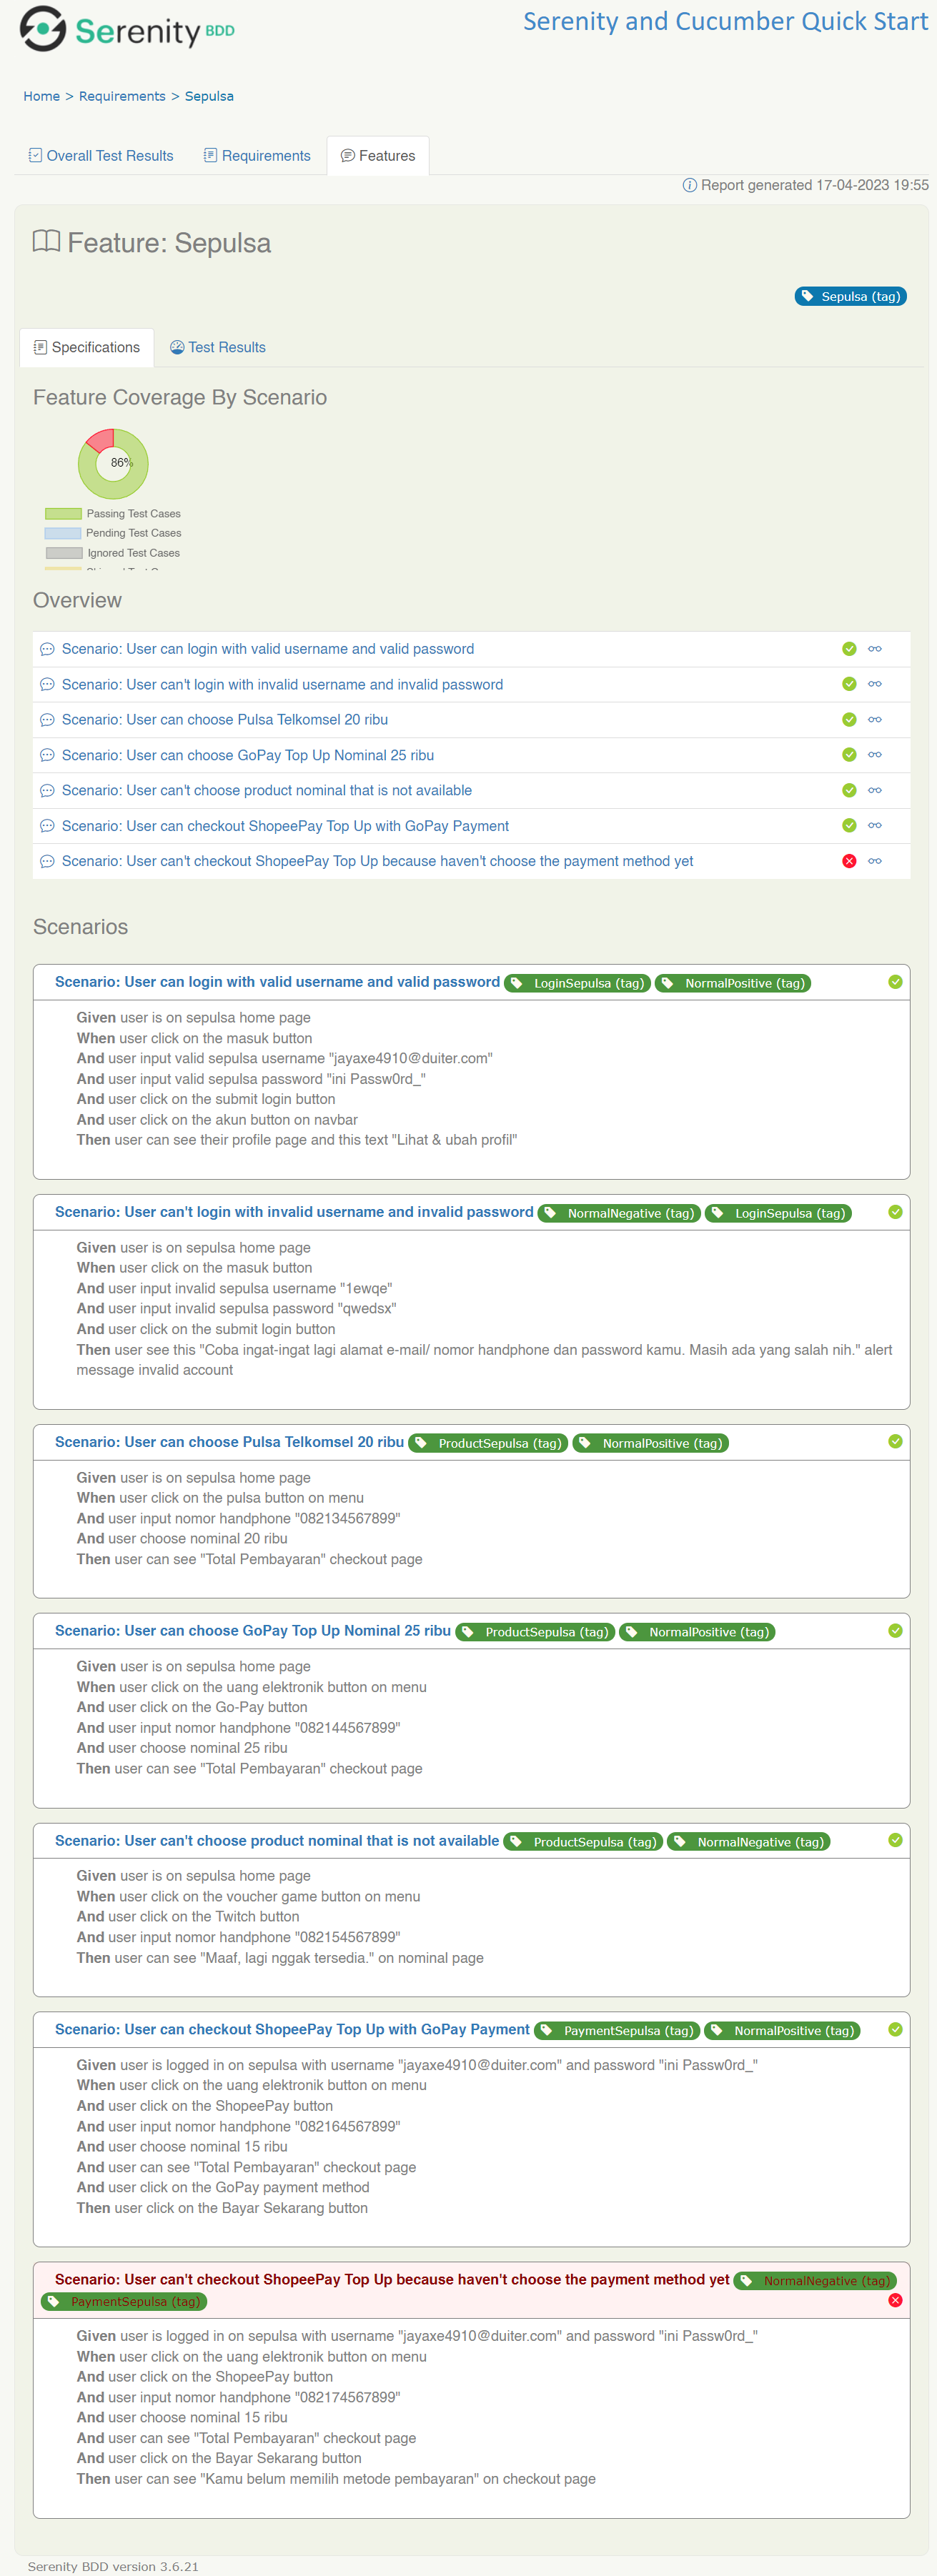 Serenity BDD
Serenity and Cucumber Quick Start
Home > Requirements > Sepulsa
Overall Test Results
Requirements
Features
Report generated 17-04-2023 19:55
Feature: Sepulsa
Sepulsa (tag)
Specifications
Test Results
Feature Coverage By Scenario
86%
Passing Test Cases
Pending Test Cases
Ignored Test Cases
Overview
Scenario: User can login with valid username and valid password
Scenario: User can't login with invalid username and invalid password
Scenario: User can choose Pulsa Telkomsel 20 ribu
Scenario: User can choose GoPay Top Up Nominal 25 ribu
Scenario: User can't choose product nominal that is not available
Scenario: User can checkout ShopeePay Top Up with GoPay Payment
Scenario: User can't checkout ShopeePay Top Up because haven't choose the payment method yet
Scenarios
Scenario: User can login with valid username and valid password LoginSepulsa (tag) NormalPositive (tag)
Given user is on sepulsa home page
When user click on the masuk button
And user input valid sepulsa username "jayaxe4910@duiter.com"
And user input valid sepulsa password "ini Passw0rd_"
And user click on the submit login button
And user click on the akun button on navbar
Then user can see their profile page and this text "Lihat & ubah profil"
Scenario: User can't login with invalid username and invalid password NormalNegative (tag) LoginSepulsa (tag)
Given user is on sepulsa home page
When user click on the masuk button
And user input invalid sepulsa username "1ewqe"
And user input invalid sepulsa password "qwedsx"
And user click on the submit login button
Then user see this "Coba ingat-ingat lagi alamat e-mail/ nomor handphone dan password kamu. Masih ada yang salah nih." alert
message invalid account
Scenario: User can choose Pulsa Telkomsel 20 ribu ProductSepulsa (tag) NormalPositive (tag)
Given user is on sepulsa home page
When user click on the pulsa button on menu
And user input nomor handphone "082134567899"
And user choose nominal 20 ribu
Then user can see "Total Pembayaran" checkout page
Scenario: User can choose GoPay Top Up Nominal 25 ribu ProductSepulsa (tag) NormalPositive (tag)
Given user is on sepulsa home page
When user click on the uang elektronik button on menu
And user click on the Go-Pay button
And user input nomor handphone "082144567899"
And user choose nominal 25 ribu
Then user can see "Total Pembayaran" checkout page
Scenario: User can't choose product nominal that is not available ProductSepulsa (tag) NormalNegative (tag)
Given user is on sepulsa home page
When user click on the voucher game button on menu
And user click on the Twitch button
And user input nomor handphone "082154567899"
Then user can see "Maaf, lagi nggak tersedia." on nominal page
Scenario: User can checkout ShopeePay Top Up with GoPay Payment PaymentSepulsa (tag) NormalPositive (tag)
Given user is logged in on sepulsa with username "jayaxe4910@duiter.com" and password "ini Passw0rd_"
When user click on the uang elektronik button on menu
And user click on the ShopeePay button
And user input nomor handphone "082164567899"
And user choose nominal 15 ribu
And user can see "Total Pembayaran" checkout page
And user click on the GoPay payment method
Then user click on the Bayar Sekarang button
Scenario: User can't checkout ShopeePay Top Up because haven't choose the payment method yet NormalNegative (tag)
PaymentSepulsa (tag)
Given user is logged in on sepulsa with username "jayaxe4910@duiter.com" and password "ini Passw0rd_"
When user click on the uang elektronik button on menu
And user click on the ShopeePay button
And user input nomor handphone "082174567899"
And user choose nominal 15 ribu
And user can see "Total Pembayaran" checkout page
And user click on the Bayar Sekarang button
Then user can see "Kamu belum memilih metode pembayaran" on checkout page
Serenity BDD version 3.6.21